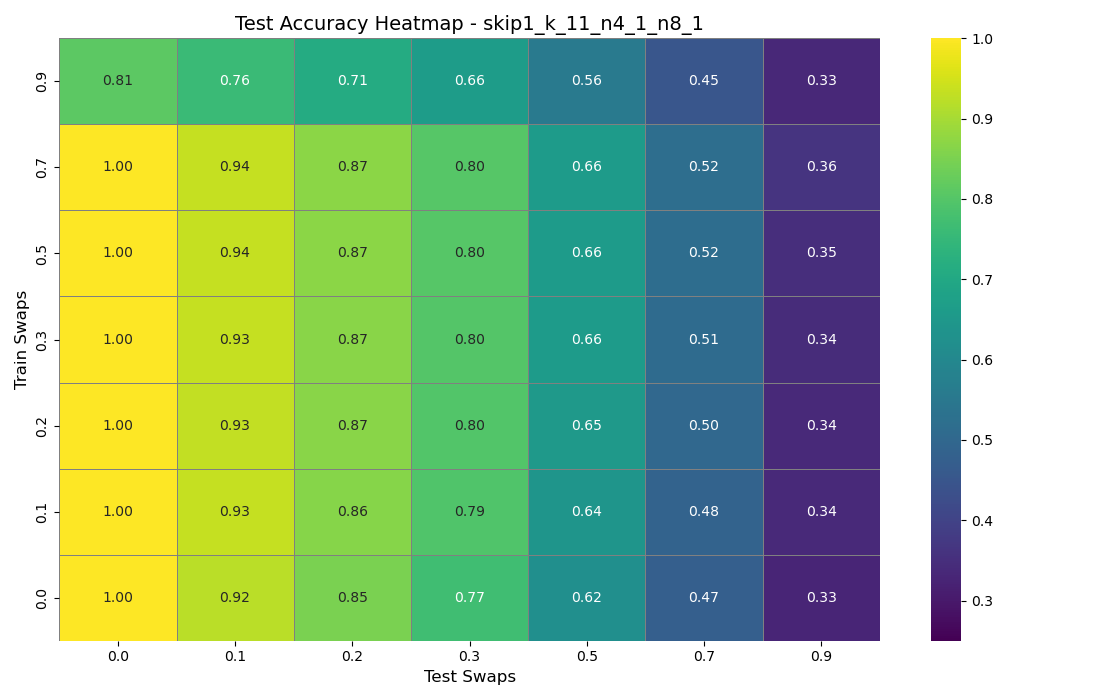 Test Accuracy Heatmap - skip1_k_11_n4_1_n8_1
Train Swaps
0.9 0.81 0.76 0.71 0.66 0.56 0.45 0.33
0.7 1.00 0.94 0.87 0.80 0.66 0.52 0.36
0.5 1.00 0.94 0.87 0.80 0.66 0.52 0.35
0.3 1.00 0.93 0.87 0.80 0.66 0.51 0.34
0.2 1.00 0.93 0.87 0.80 0.65 0.50 0.34
0.1 1.00 0.93 0.86 0.79 0.64 0.48 0.34
0.0 1.00 0.92 0.85 0.77 0.62 0.47 0.33
0.0 0.1 0.2 0.3 0.5 0.7 0.9
Test Swaps
1.0
0.9
0.8
0.7
0.6
0.5
0.4
0.3